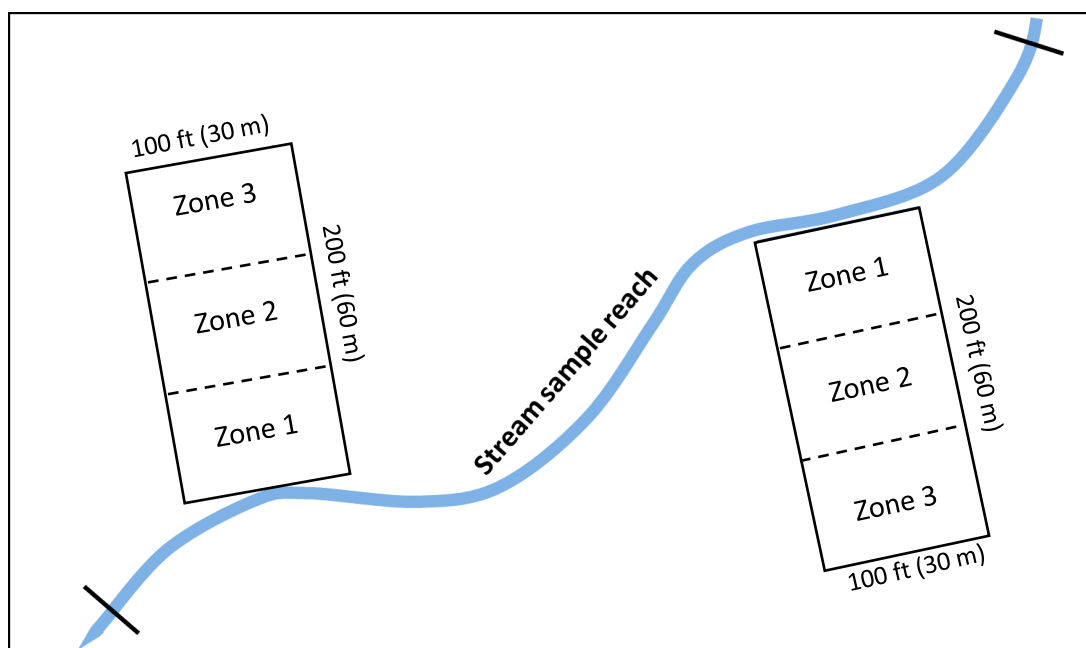 100 ft (30 m)
Zone 3
200 ft (60 m)
Zone 2
Zone 1
Stream sample reach
Zone 1
200 ft (60 m)
Zone 2
Zone 3
100 ft (30 m)